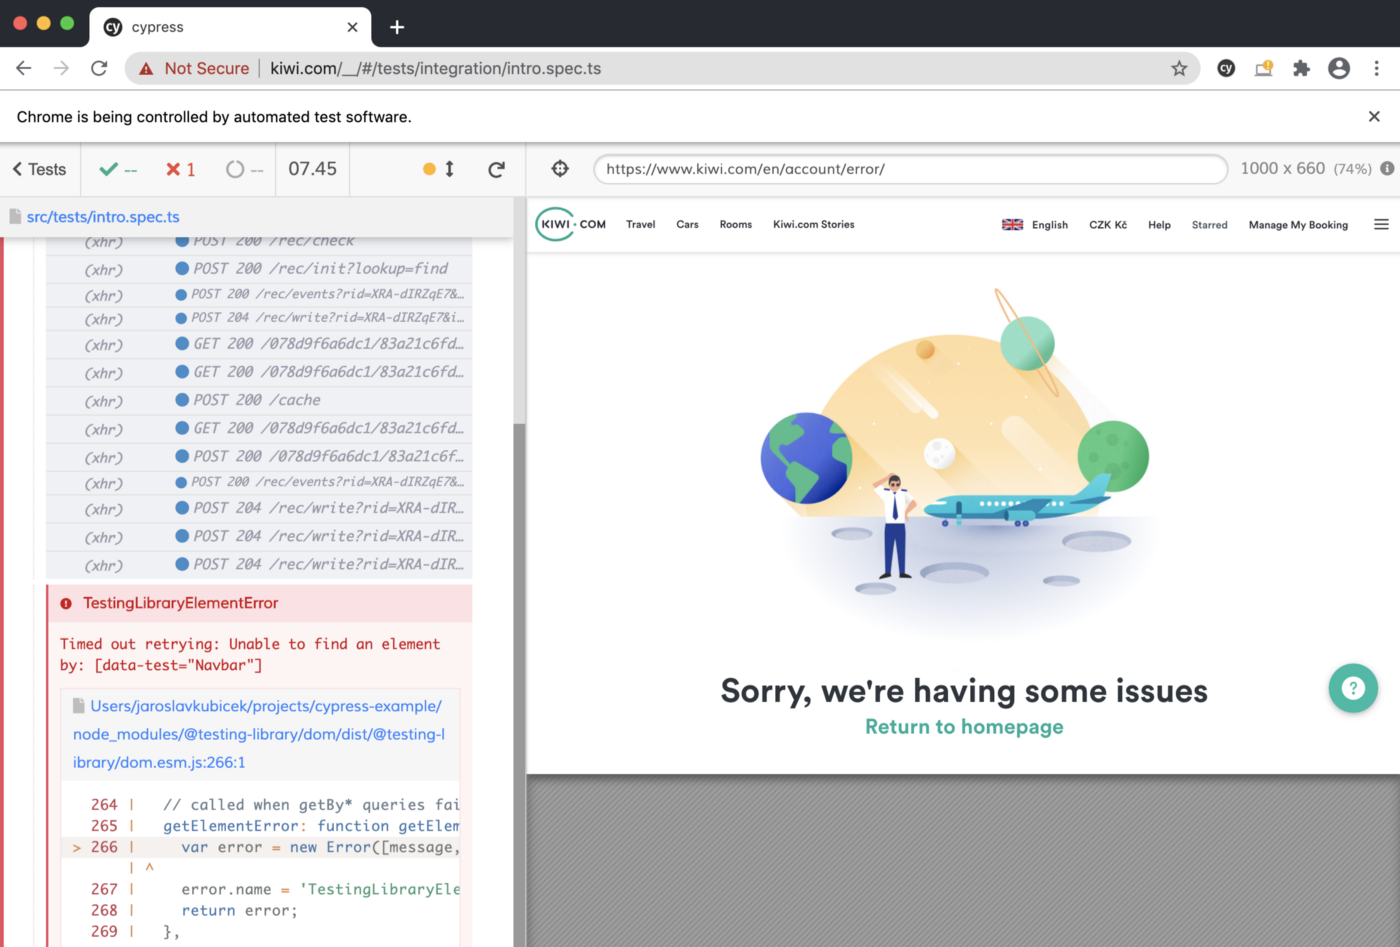 cy cypress
Not Secure kiwi.com/__/#/tests/integration/intro.spec.ts cy
Chrome is being controlled by automated test software.
Tests -- 1 -- 07.45 https://www.kiwi.com/en/account/error/ 1000 x 660 (74%)
src/tests/intro.spec.ts
(xhr) POST 200 /rec/check
(xhr) POST 200 /rec/init?lookup=find
(xhr) POST 200 /rec/events?rid=XRA-dIRZqE7&…
(xhr) POST 204 /rec/write?rid=XRA-dIRZqE7&i…
(xhr) GET 200 /078d9f6a6dc1/83a21c6fd…
(xhr) GET 200 /078d9f6a6dc1/83a21c6fd…
(xhr) POST 200 /cache
(xhr) GET 200 /078d9f6a6dc1/83a21c6fd…
(xhr) POST 200 /078d9f6a6dc1/83a21c6f…
(xhr) POST 200 /rec/events?rid=XRA-dIRZqE7&…
(xhr) POST 204 /rec/write?rid=XRA-dIR…
(xhr) POST 204 /rec/write?rid=XRA-dIR…
(xhr) POST 204 /rec/write?rid=XRA-dIR…
TestingLibraryElementError
Timed out retrying: Unable to find an element
by: [data-test="Navbar"]
Users/jaroslavkubicek/projects/cypress-example/
node_modules/@testing-library/dom/dist/@testing-l
ibrary/dom.esm.js:266:1
264 | // called when getBy* queries fai
265 | getElementError: function getElem
> 266 | var error = new Error([message,
| ^
267 | error.name = 'TestingLibraryEle
268 | return error;
269 | },
KIWI·COM Travel Cars Rooms Kiwi.com Stories English CZK Kč Help Starred Manage My Booking
Sorry, we're having some issues
Return to homepage
?